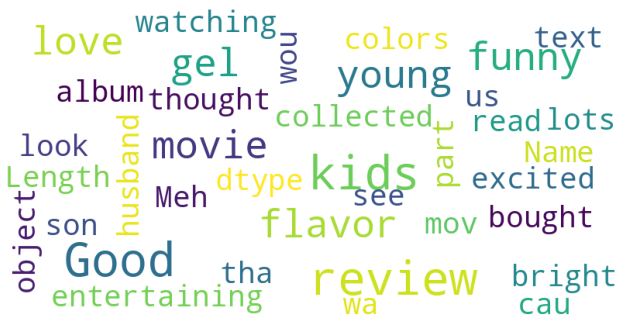 love
watching
gel
wou
colors
funny
text
young
album
thought
us
collected
read
lots
look
husband
movie
part
Name
Length
Meh
dtype
kids
see
excited
object
son
flavor
mov
bought
Good
tha
review
bright
entertaining
wa
cau